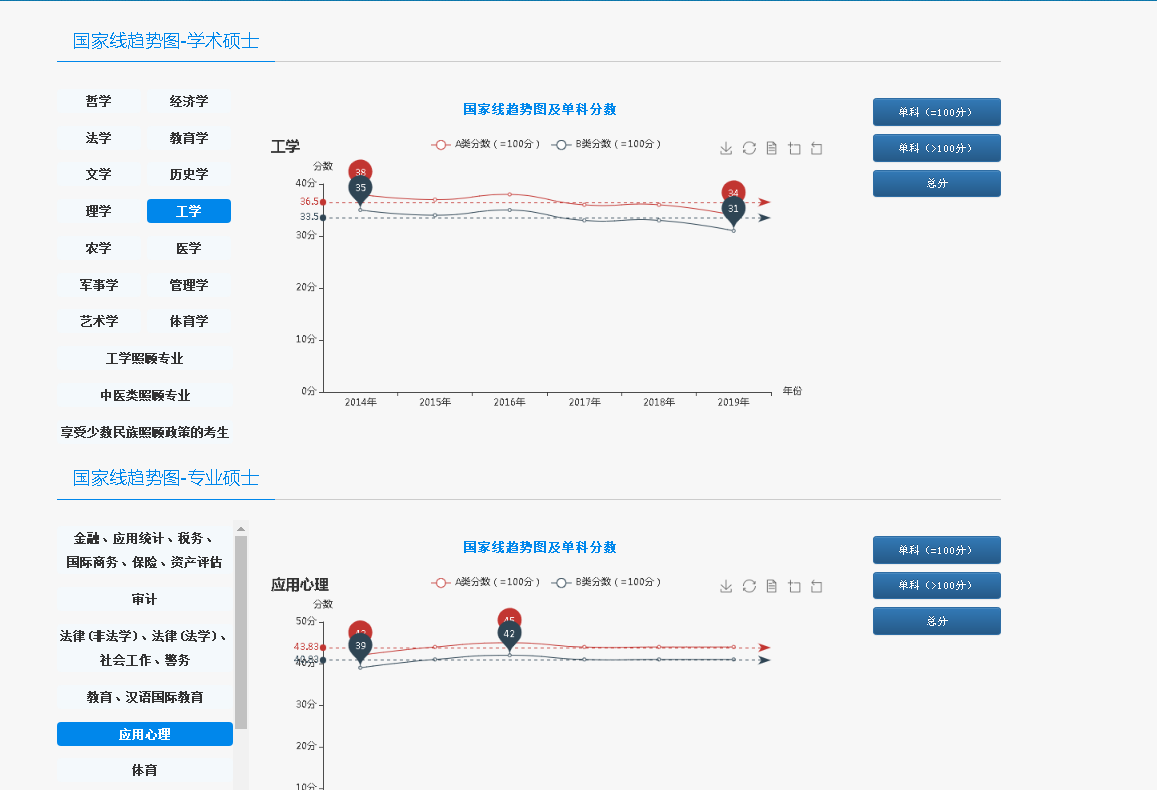 国家线趋势图-学术硕士
哲学 经济学
法学 教育学
文学 历史学
理学 工学
农学 医学
军事学 管理学
艺术学 体育学
工学照顾专业
中医类照顾专业
享受少数民族照顾政策的考生
国家线趋势图及单科分数
工学
A类分数（=100分） B类分数（=100分）
分数
38
35
34
31
40分
36.5
33.5
30分
20分
10分
0分
2014年 2015年 2016年 2017年 2018年 2019年
年份
单科（=100分）
单科（>100分）
总分
国家线趋势图-专业硕士
金融、应用统计、税务、
国际商务、保险、资产评估
审计
法律(非法学)、法律(法学)、
社会工作、警务
教育、汉语国际教育
应用心理
体育
国家线趋势图及单科分数
应用心理
A类分数（=100分） B类分数（=100分）
分数
39
45
42
50分
43.83
40分
30分
20分
10分
单科（=100分）
单科（>100分）
总分